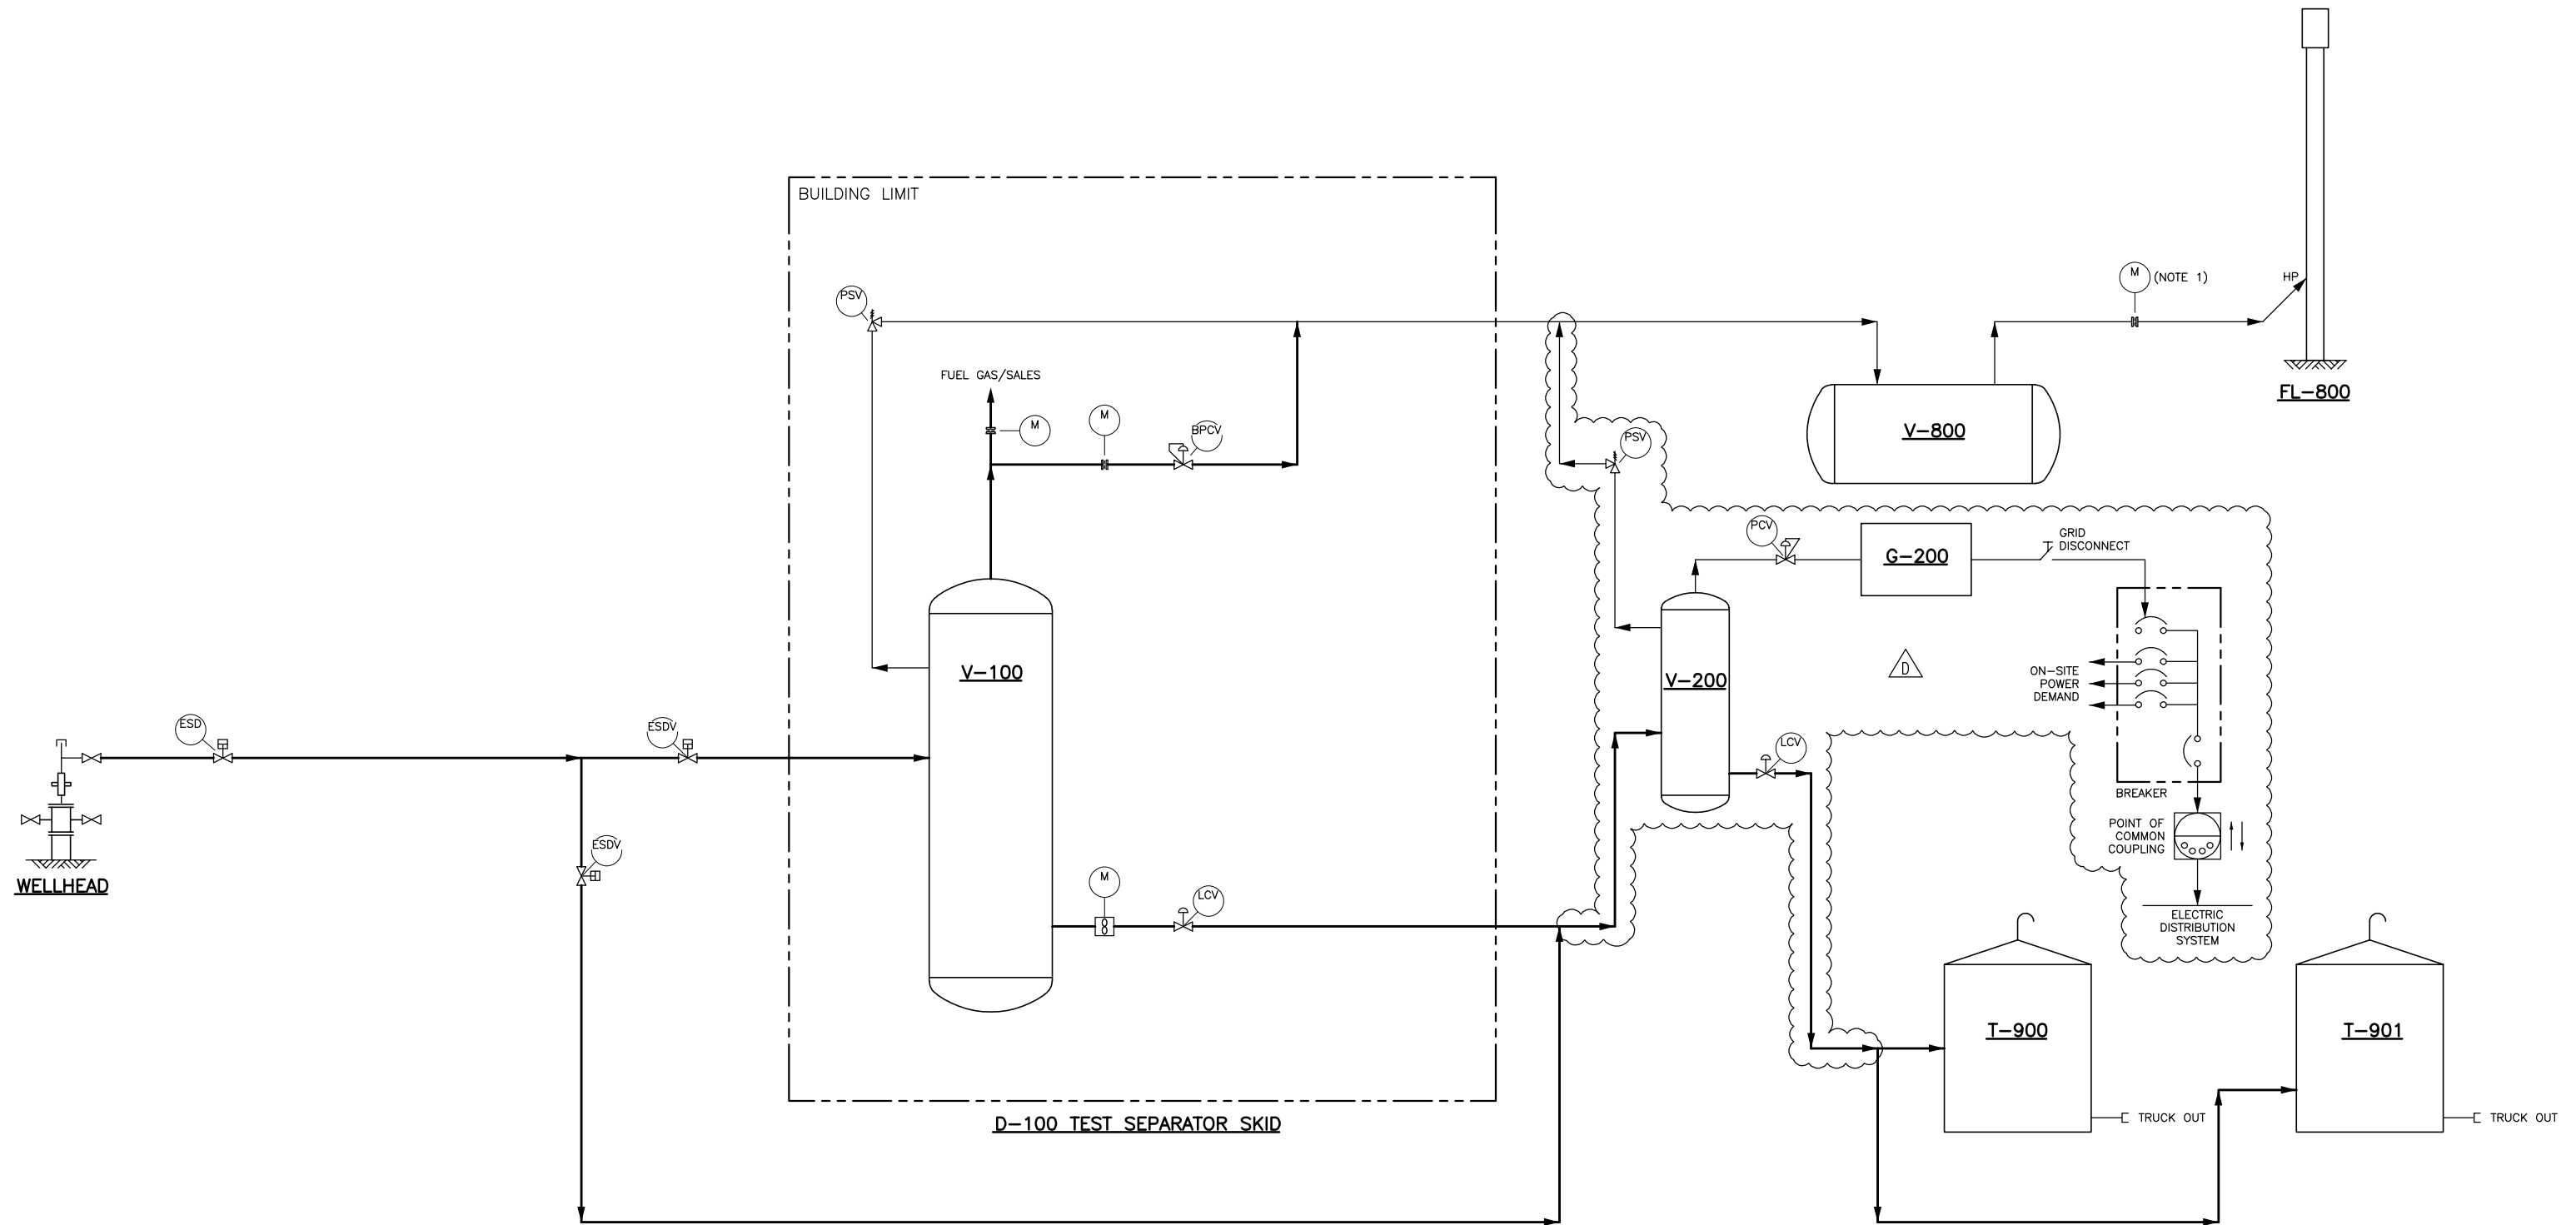 BUILDING LIMIT
PSV
FUEL GAS/SALES
M
M
BPCV
PSV
M
(NOTE 1)
HP
FL-800
V-800
PCV
G-200
GRID
DISCONNECT
V-100
V-200
D
ON-SITE
POWER
DEMAND
ESD
ESDV
LCV
BREAKER
POINT OF
COMMON
COUPLING
ESDV
WELLHEAD
M
LCV
ELECTRIC
DISTRIBUTION
SYSTEM
T-900
T-901
D-100 TEST SEPARATOR SKID
TRUCK OUT
TRUCK OUT